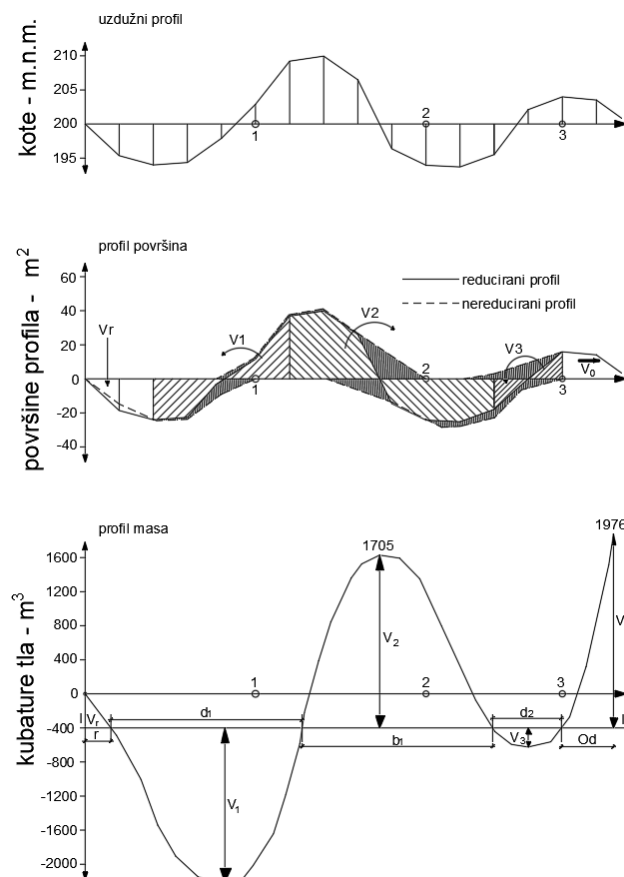 uzdužni profil
kote - m.n.m.
210
205
200
195
1
2
3
profil površina
površine profila - m²
60
40
20
0
-20
-40
reducirani profil
nereducirani profil
Vr
V1
V2
V3
V₀
1
2
3
profil masa
kubature tla - m³
1705
1976
1600
1200
800
400
0
-400
-800
-1200
-1600
-2000
1
2
3
V₂
V
d₁
d₂
I
Vᵣ
r
b₁
V₃
Od
V₁